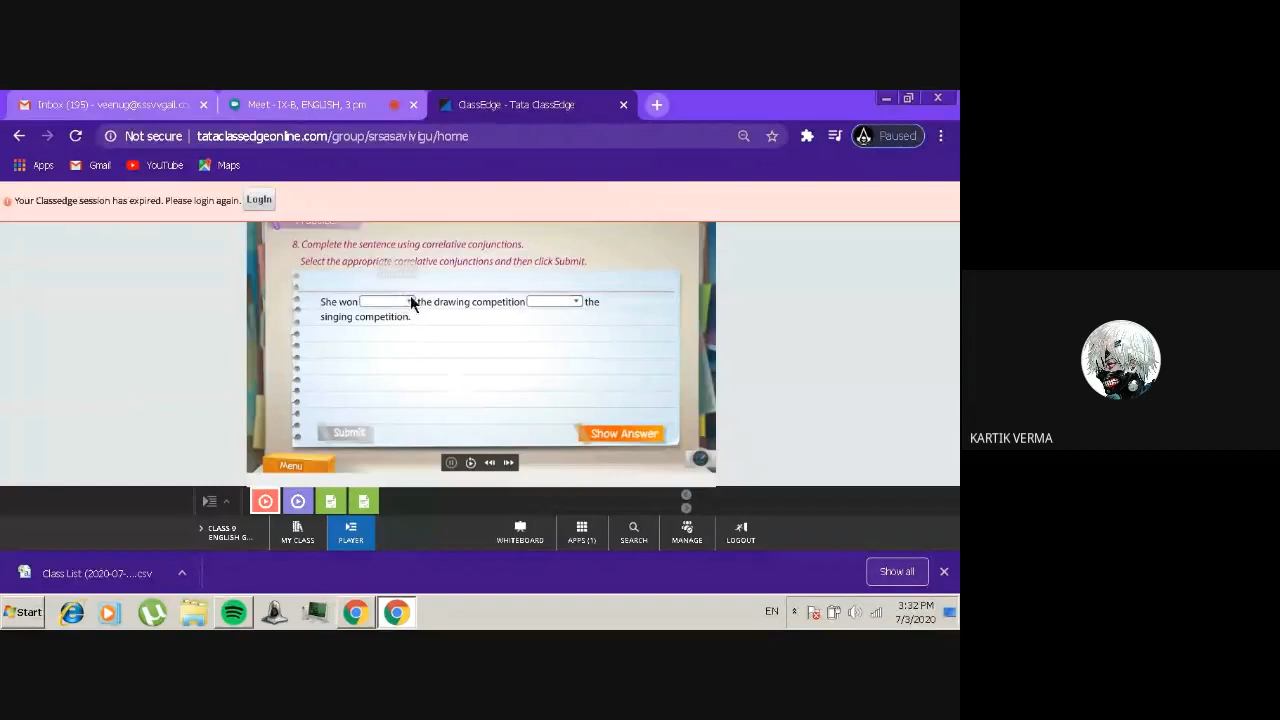 Inbox (195) - veenug@sssvvgail.co
Meet - IX-B, ENGLISH, 3 pm
ClassEdge - Tata ClassEdge
Not secure | tataclassedgeonline.com/group/srsasavivigu/home
Paused
Apps Gmail YouTube Maps
Your Classedge session has expired. Please login again. LogIn
8. Complete the sentence using correlative conjunctions.
Select the appropriate correlative conjunctions and then click Submit.
She won the drawing competition the
singing competition.
Submit Show Answer
Menu
CLASS 9
ENGLISH G...
MY CLASS
PLAYER
WHITEBOARD
APPS (1)
SEARCH
MANAGE
LOGOUT
Class List (2020-07-....csv
Show all
Start
EN
3:32 PM
7/3/2020
KARTIK VERMA